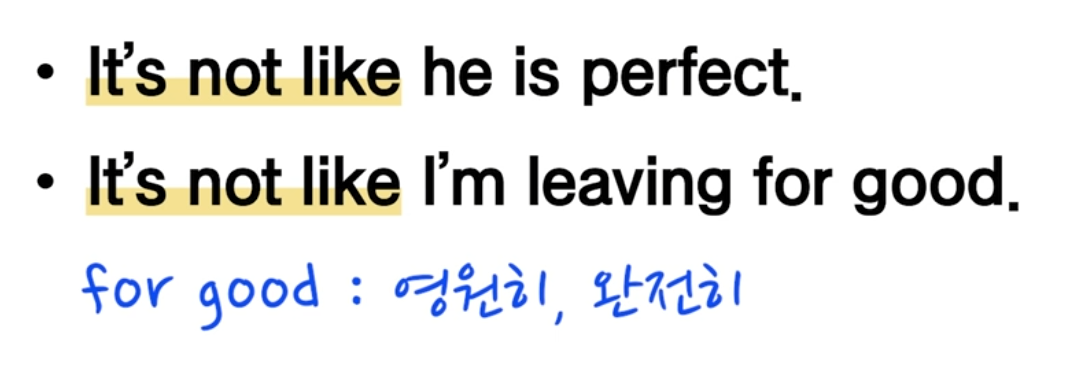 • It's not like he is perfect.
• It's not like I'm leaving for good.
for good : 영원히, 완전히